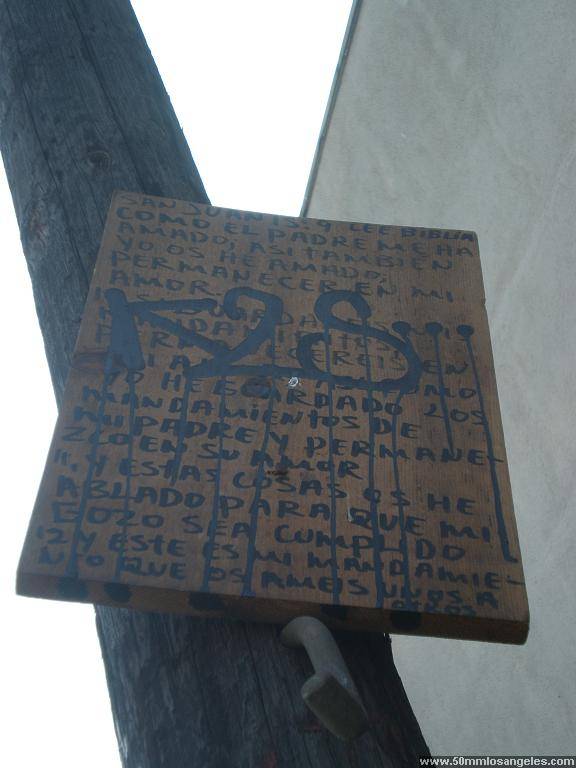 SAN JUAN 15:9 LEE BIBLIA
COMO EL PADRE ME HA
AMADO, ASI TAMBIEN
YO OS HE AMADO;
PERMANECER EN MI
AMOR
EN
YO HE GUARDADO LOS
MANDAMIENTOS DE
MI PADRE Y PERMANE-
ZCO EN SU AMOR
11. Y ESTAS COSAS OS HE
ABLADO PARA QUE MI
GOZO SEA CUMPLIDO
12 Y ESTE ES MI MANDAMIE-
NTO QUE OS AMEIS UNOS A
OTROS
www.50mmlosangeles.com